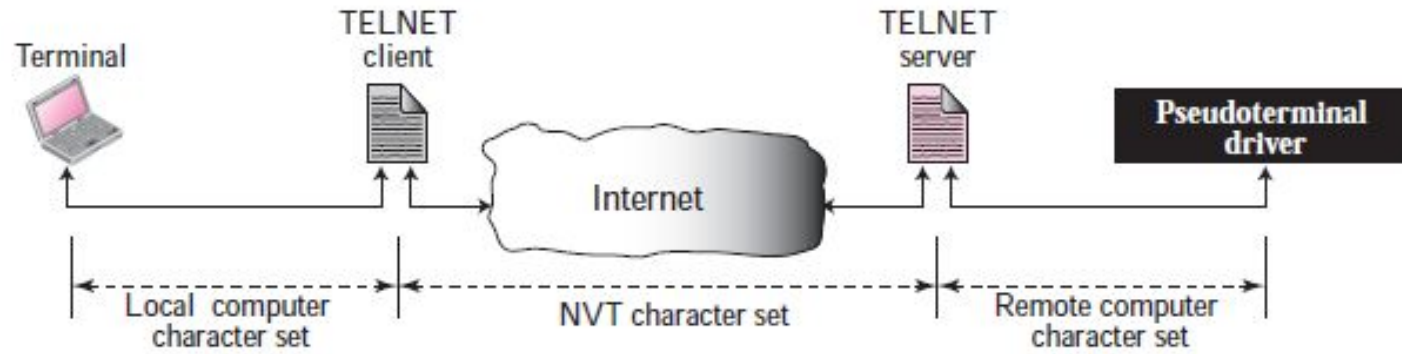 Terminal
TELNET
client
TELNET
server
Pseudoterminal
driver
Internet
Local computer
character set
NVT character set
Remote computer
character set